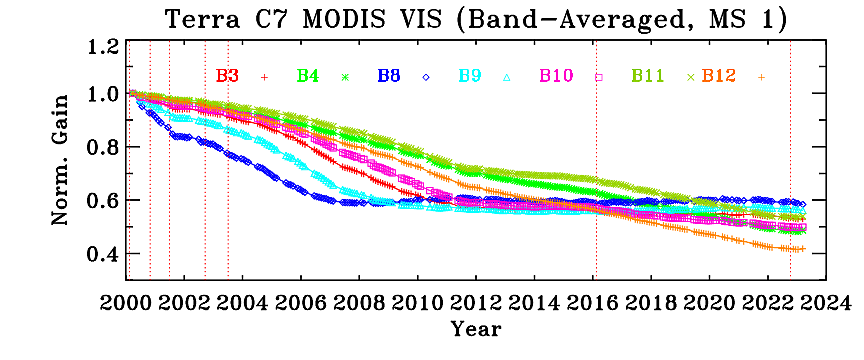 Terra C7 MODIS VIS (Band-Averaged, MS 1)
1.2
B3 B4 B8 B9 B10 B11 B12
1.0
0.8
0.6
0.4
Norm. Gain
2000 2002 2004 2006 2008 2010 2012 2014 2016 2018 2020 2022 2024
Year